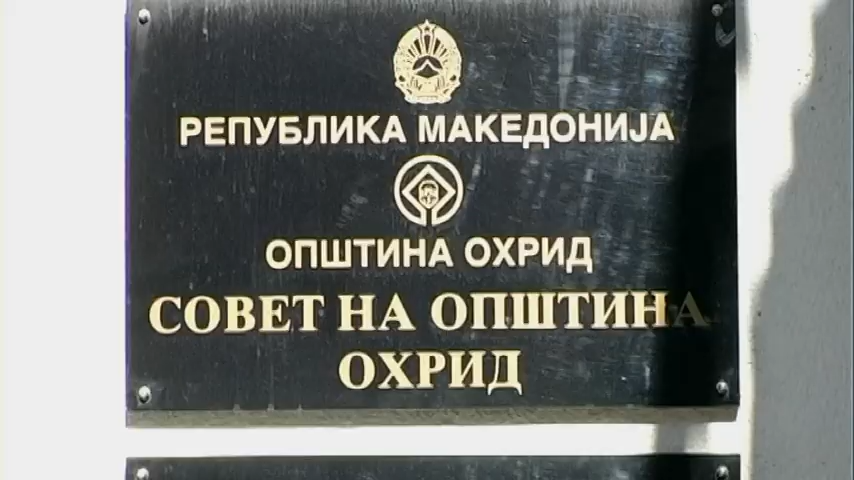 РЕПУБЛИКА МАКЕДОНИЈА
ОПШТИНА ОХРИД
СОВЕТ НА ОПШТИНА
ОХРИД